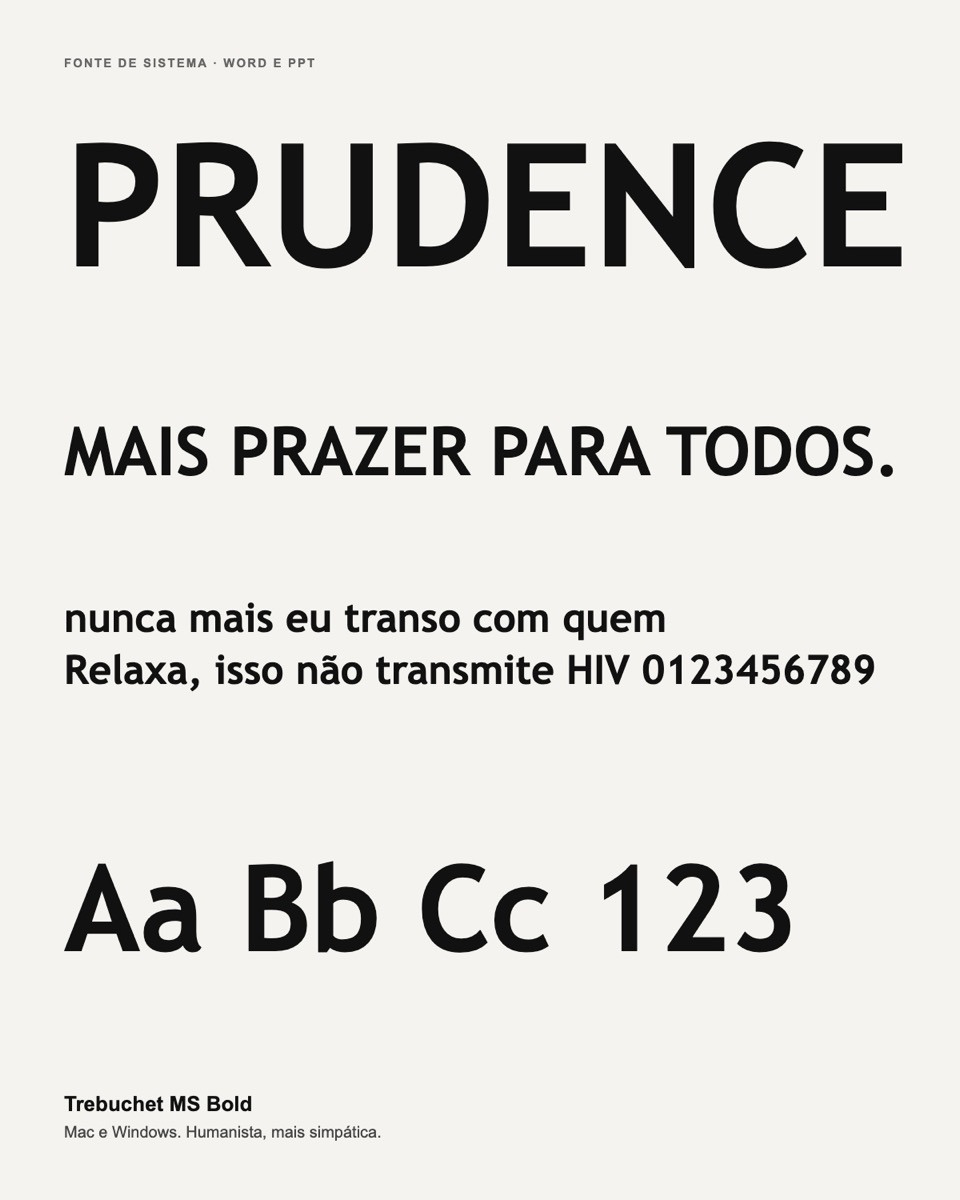 FONTE DE SISTEMA · WORD E PPT
PRUDENCE
MAIS PRAZER PARA TODOS.
nunca mais eu transo com quem
Relaxa, isso não transmite HIV 0123456789
Aa Bb Cc 123
Trebuchet MS Bold
Mac e Windows. Humanista, mais simpática.